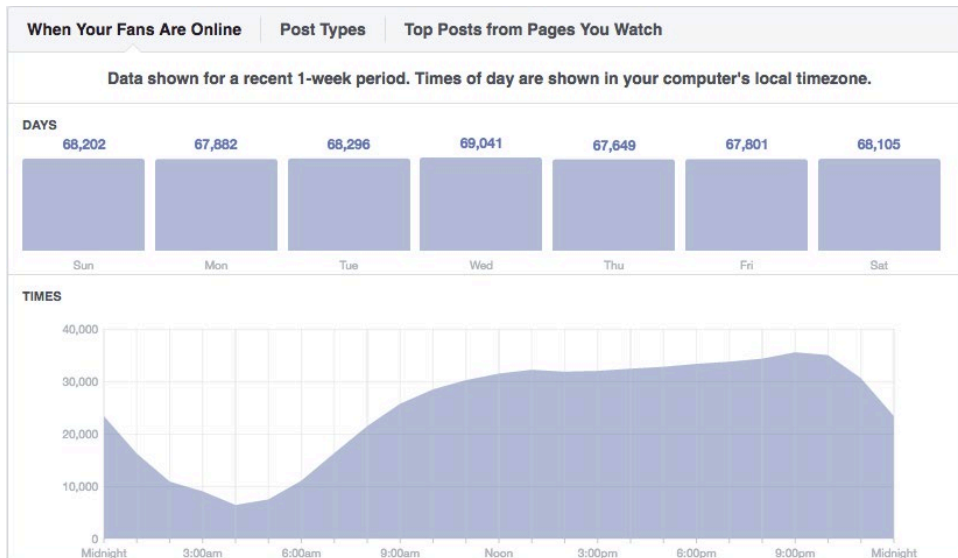 When Your Fans Are Online Post Types Top Posts from Pages You Watch
Data shown for a recent 1-week period. Times of day are shown in your computer's local timezone.
DAYS
68,202 67,882 68,296 69,041 67,649 67,801 68,105
Sun Mon Tue Wed Thu Fri Sat
TIMES
40,000
30,000
20,000
10,000
0
Midnight 3:00am 6:00am 9:00am Noon 3:00pm 6:00pm 9:00pm Midnight